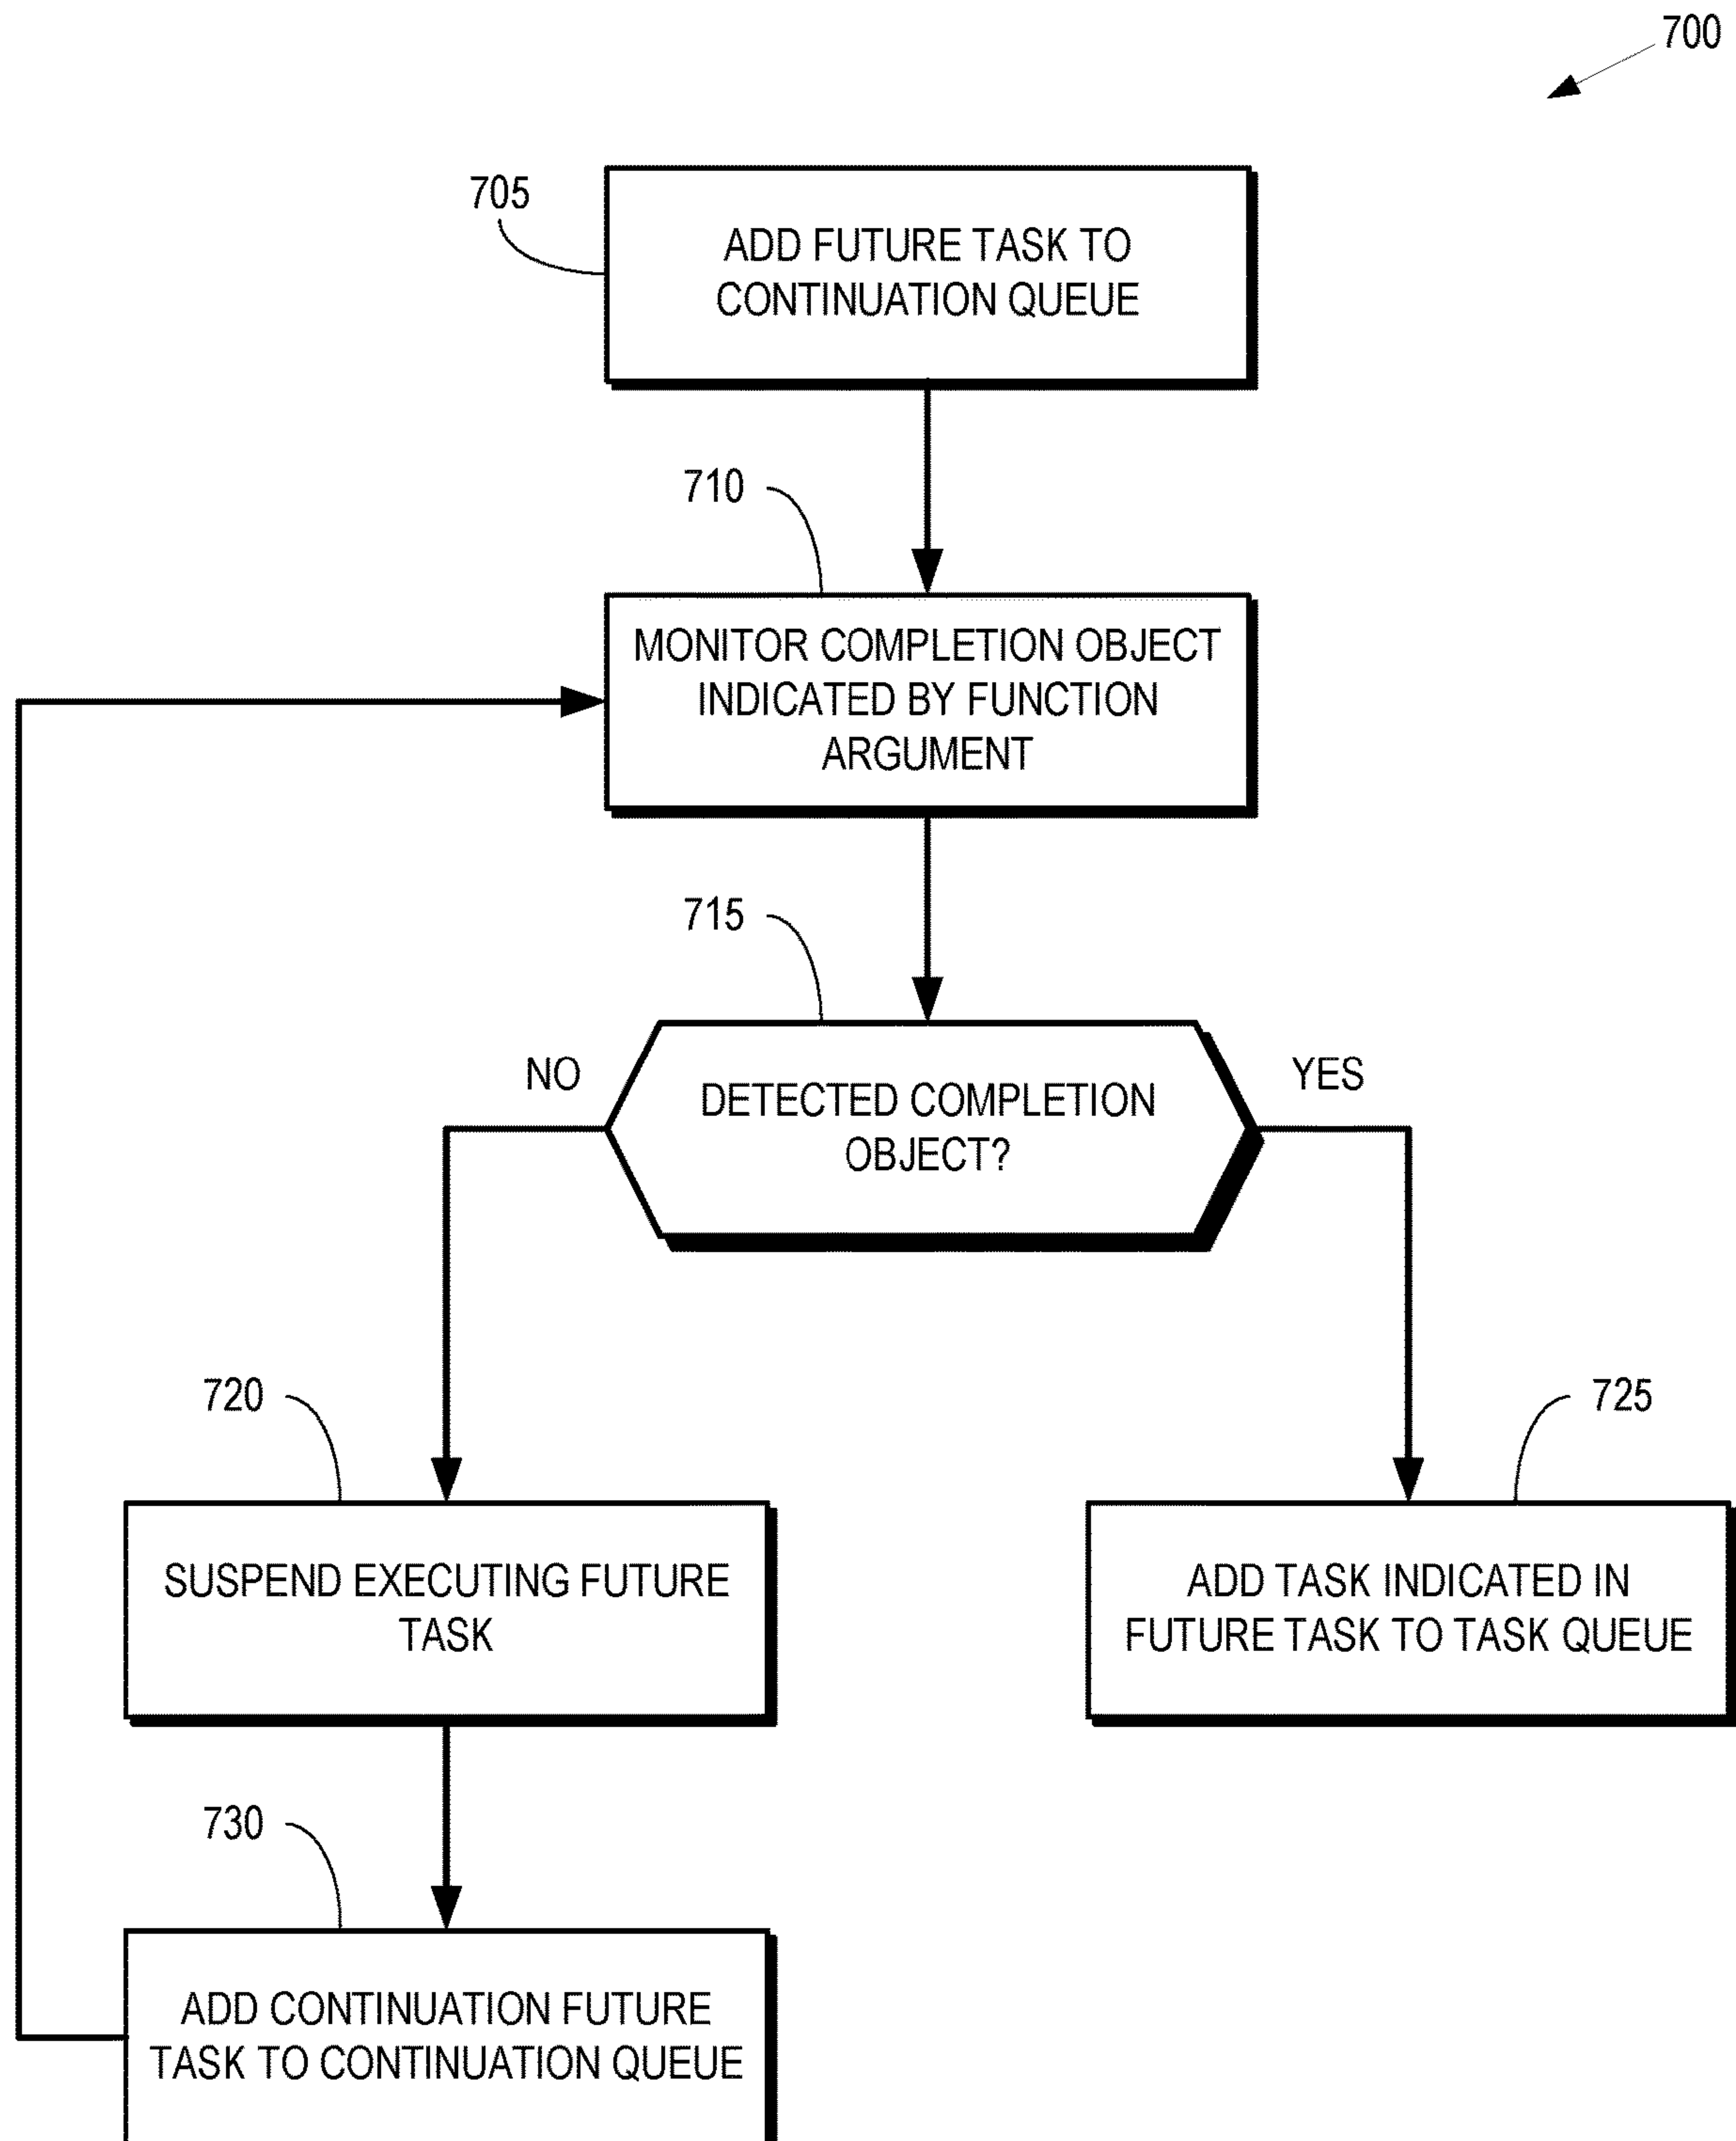 700
705
ADD FUTURE TASK TO
CONTINUATION QUEUE
710
MONITOR COMPLETION OBJECT
INDICATED BY FUNCTION
ARGUMENT
715
NO
DETECTED COMPLETION
OBJECT?
YES
720
SUSPEND EXECUTING FUTURE
TASK
725
ADD TASK INDICATED IN
FUTURE TASK TO TASK QUEUE
730
ADD CONTINUATION FUTURE
TASK TO CONTINUATION QUEUE